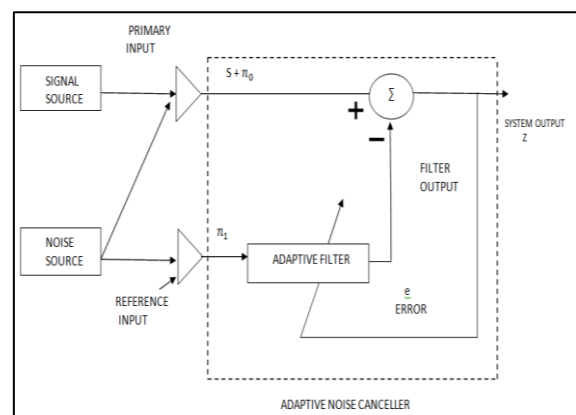 PRIMARY
INPUT
SIGNAL
SOURCE
S + n₀
Σ
+
−
SYSTEM OUTPUT
Z
FILTER
OUTPUT
NOISE
SOURCE
n₁
ADAPTIVE FILTER
REFERENCE
INPUT
e
ERROR
ADAPTIVE NOISE CANCELLER